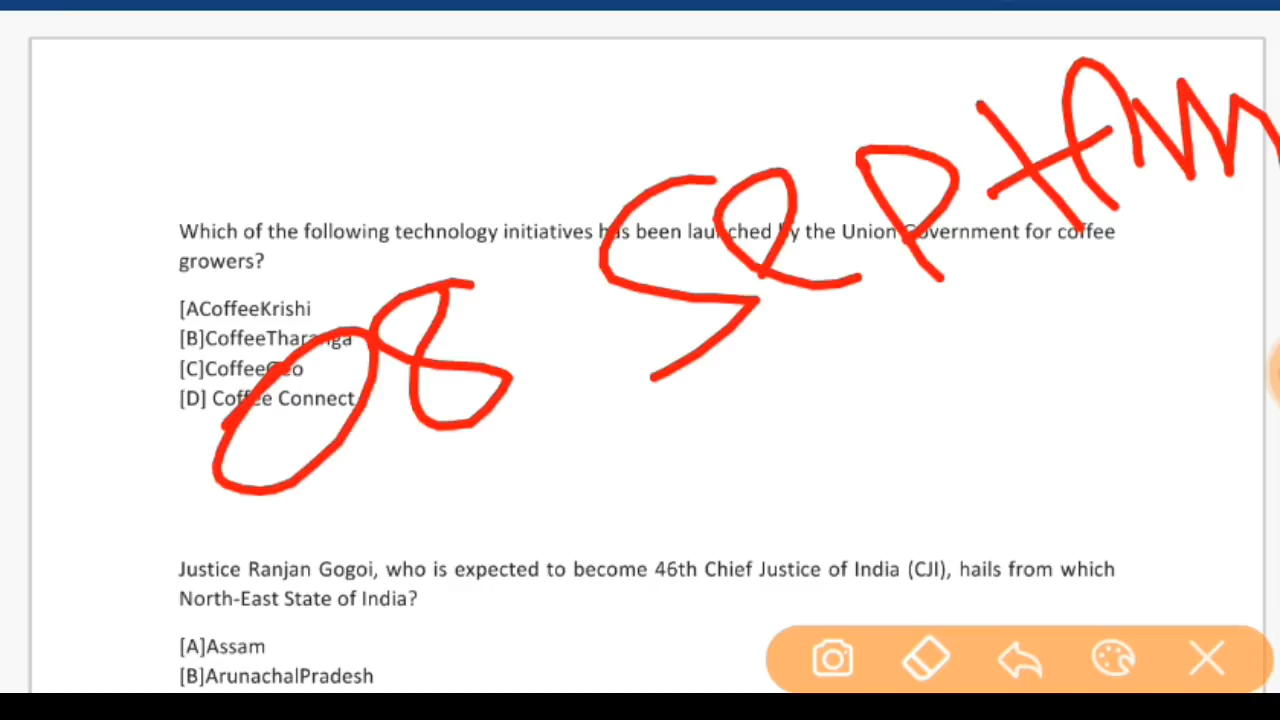 Which of the following technology initiatives has been launched by the Union Government for coffee
growers?
[ACoffeeKrishi
[B]CoffeeTharanga
[C]CoffeeGeo
[D] Coffee Connect
08
Justice Ranjan Gogoi, who is expected to become 46th Chief Justice of India (CJI), hails from which
North-East State of India?
[A]Assam
[B]ArunachalPradesh